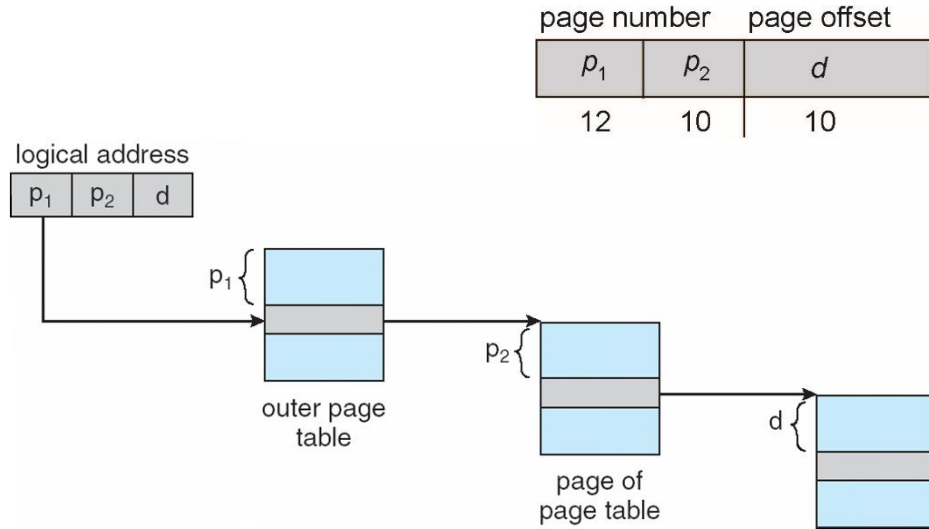 page number page offset
p₁ p₂ d
12 10 10
logical address
p₁ p₂ d
p₁
outer page
table
p₂
page of
page table
d